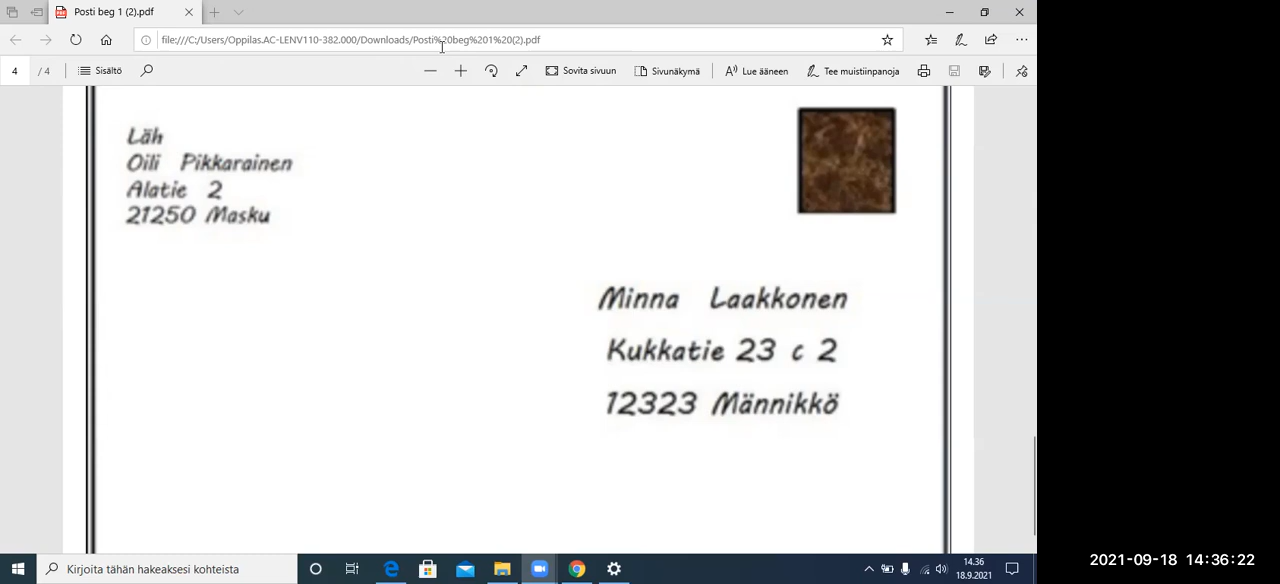 Posti beg 1 (2).pdf
file:///C:/Users/Oppilas.AC-LENV110-382.000/Downloads/Posti%20beg%201%20(2).pdf
4 / 4 Sisältö Sovita sivuun Sivunäkymä Lue ääneen Tee muistiinpanoja
Läh
Oili Pikkarainen
Alatie 2
21250 Masku
Minna Laakkonen
Kukkatie 23 c 2
12323 Männikkö
Kirjoita tähän hakeaksesi kohteista
14.36
18.9.2021
2021-09-18 14:36:22